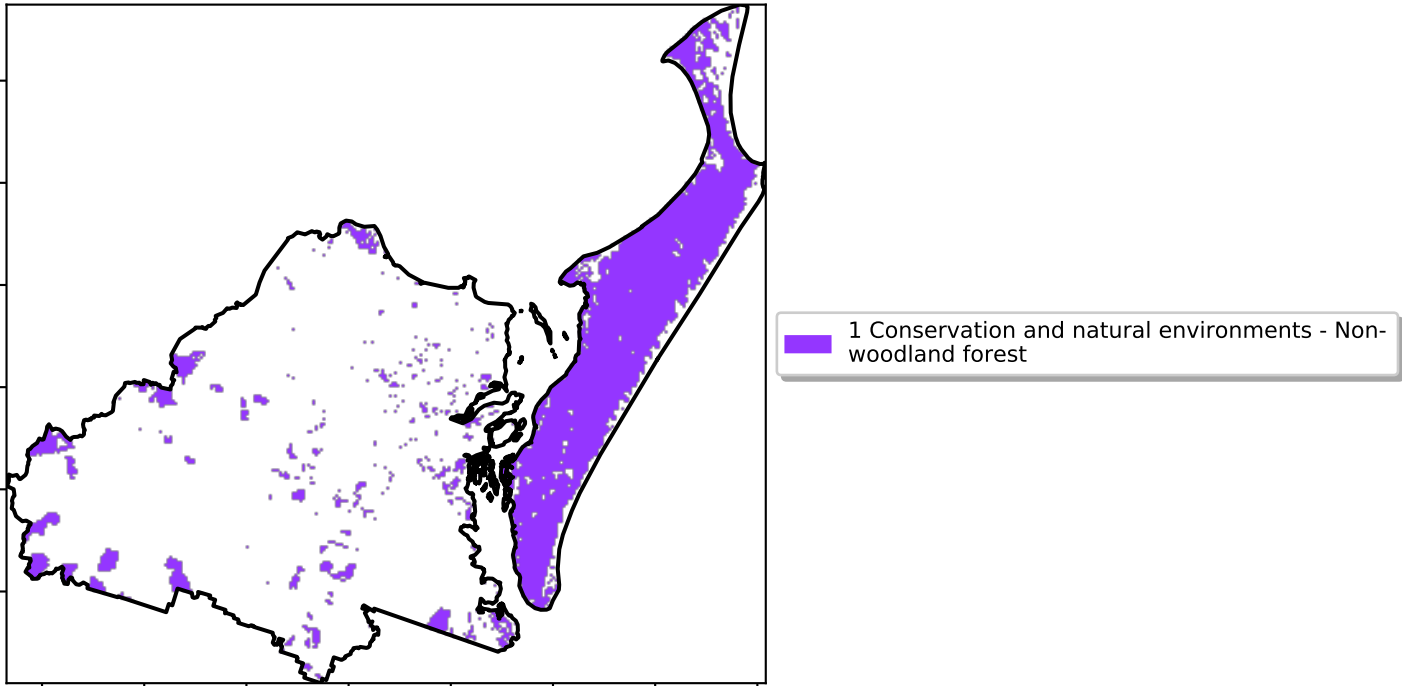 1 Conservation and natural environments - Non-
woodland forest